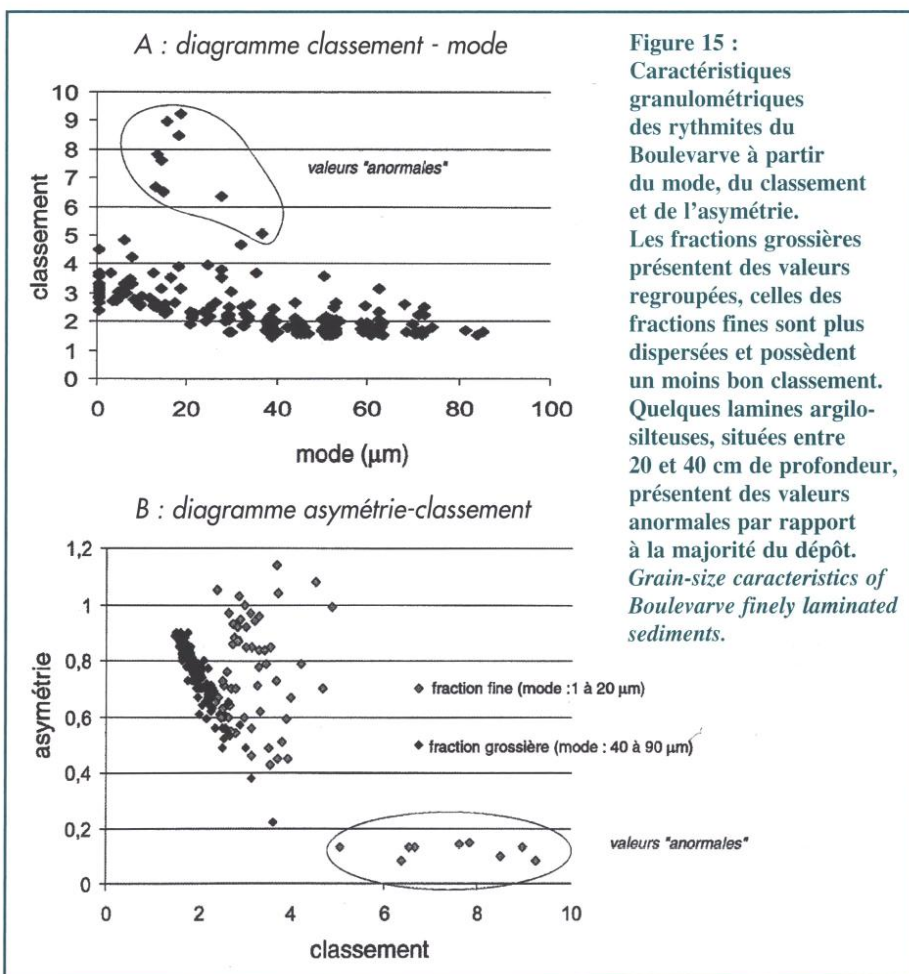 A : diagramme classement - mode
10
9
8
7
6
5
4
3
2
1
0
classement
valeurs "anormales"
0 20 40 60 80 100
mode (µm)
B : diagramme asymétrie-classement
1,2
1
0,8
0,6
0,4
0,2
0
asymétrie
fraction fine (mode :1 à 20 µm)
fraction grossière (mode : 40 à 90 µm)
valeurs "anormales"
0 2 4 6 8 10
classement
Figure 15 :
Caractéristiques
granulométriques
des rythmites du
Boulevarve à partir
du mode, du classement
et de l'asymétrie.
Les fractions grossières
présentent des valeurs
regroupées, celles des
fractions fines sont plus
dispersées et possèdent
un moins bon classement.
Quelques lamines argilo-
silteuses, situées entre
20 et 40 cm de profondeur,
présentent des valeurs
anormales par rapport
à la majorité du dépôt.
Grain-size caracteristics of
Boulevarve finely laminated
sediments.